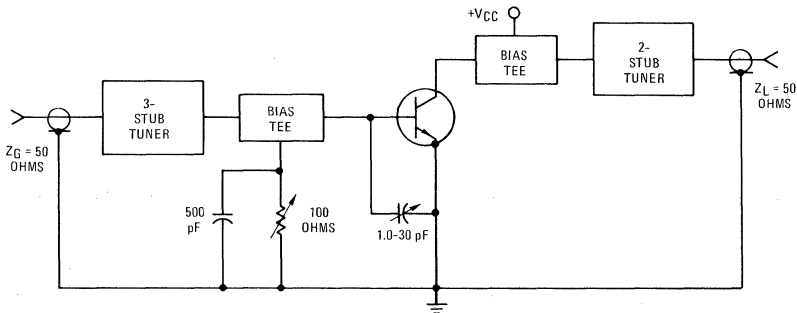 +VCC
BIAS
TEE
2-
STUB
TUNER
ZL = 50
OHMS
3-
STUB
TUNER
BIAS
TEE
ZG = 50
OHMS
500
pF
100
OHMS
1.0-30 pF